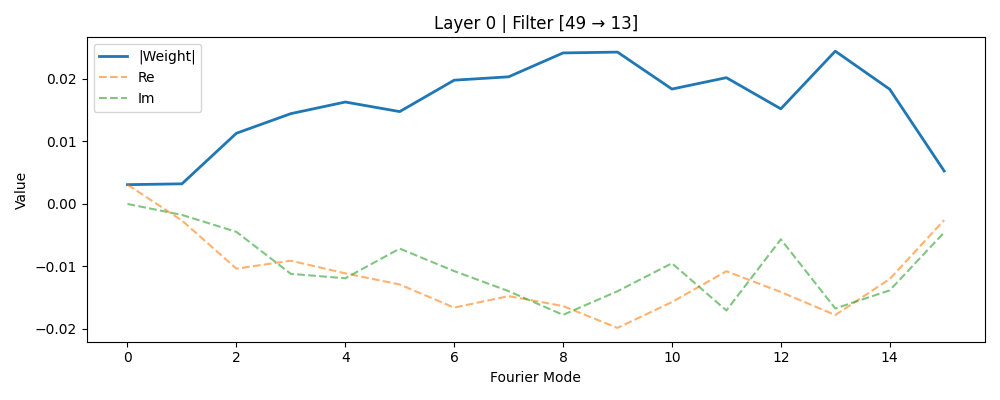 Layer 0 | Filter [49 → 13]
|Weight|
Re
Im
0.02
0.01
0.00
−0.01
−0.02
Value
0 2 4 6 8 10 12 14
Fourier Mode